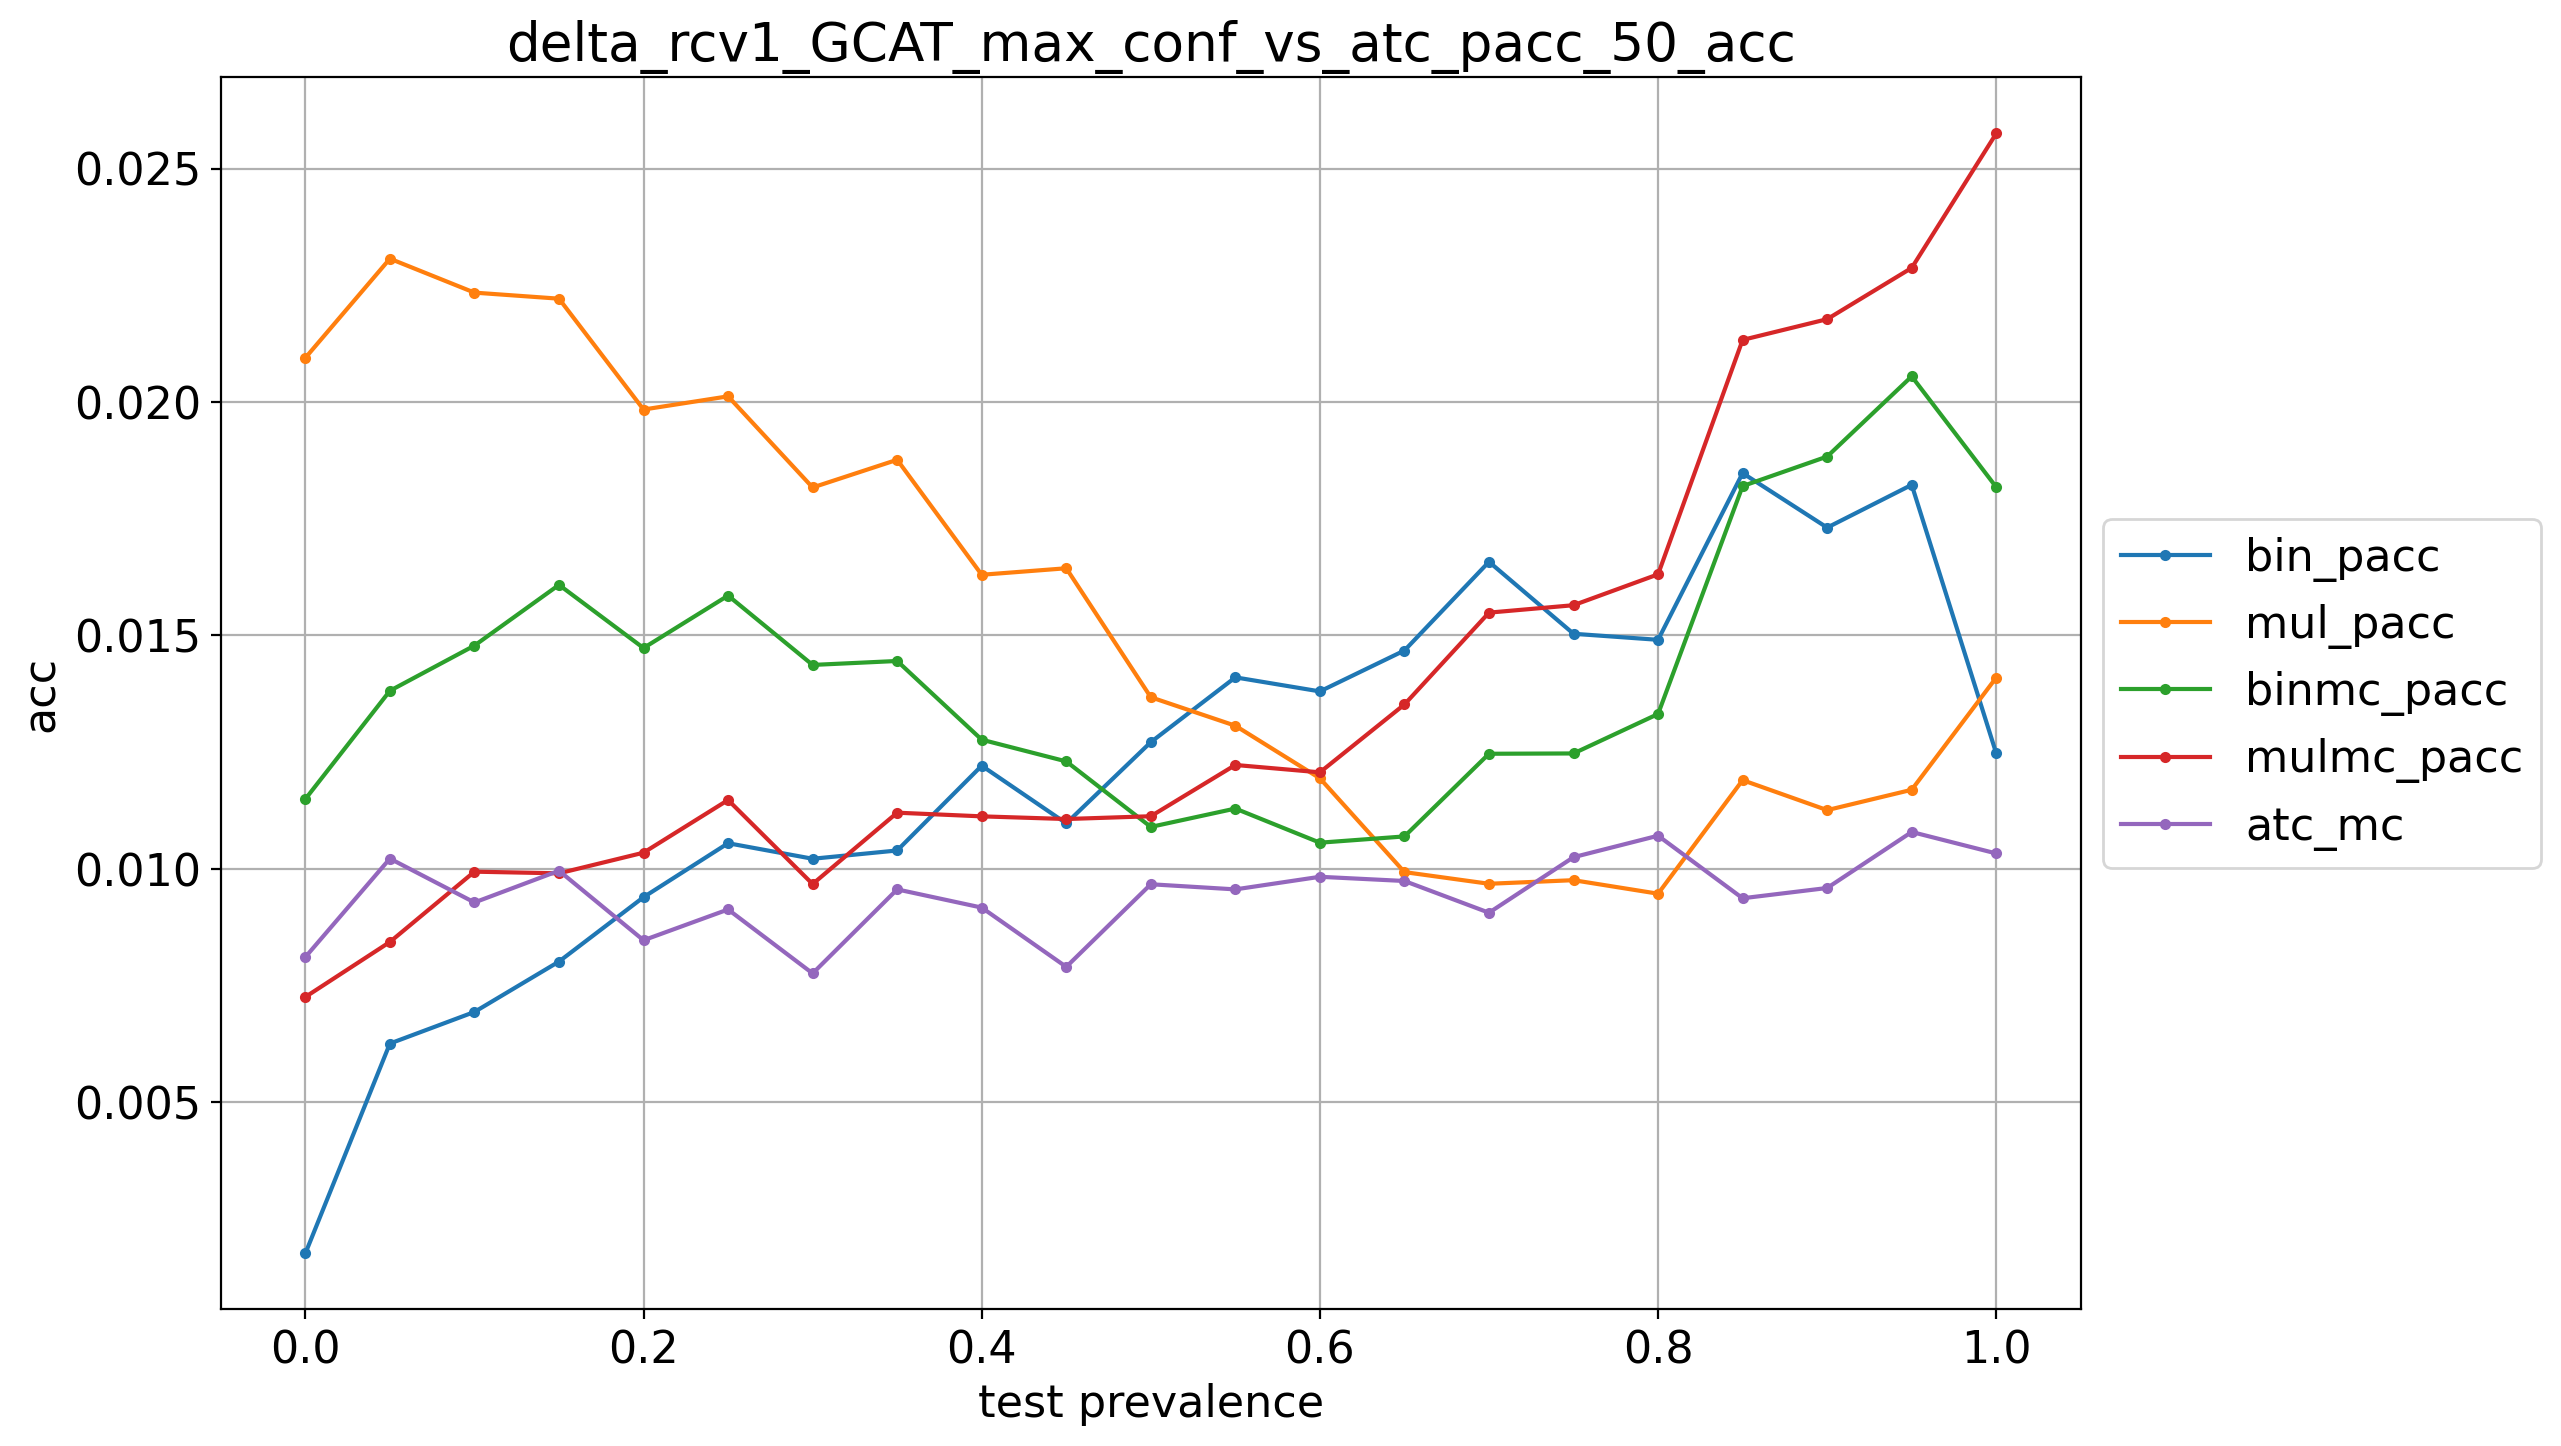 delta_rcv1_GCAT_max_conf_vs_atc_pacc_50_acc
0.025
0.020
0.015
0.010
0.005
acc
0.0 0.2 0.4 0.6 0.8 1.0
test prevalence
bin_pacc
mul_pacc
binmc_pacc
mulmc_pacc
atc_mc